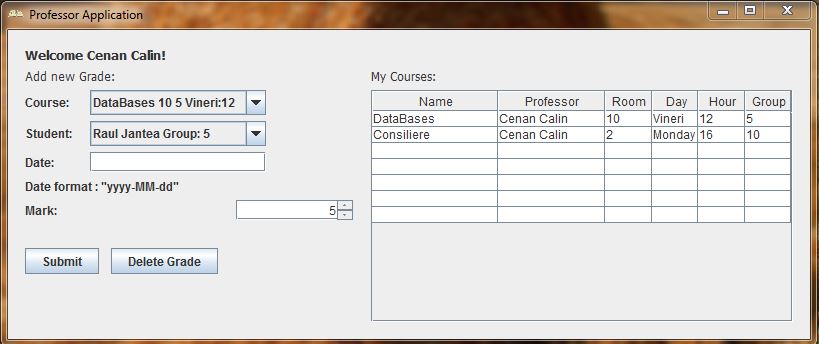 Professor Application
Welcome Cenan Calin!
Add new Grade:
Course: DataBases 10 5 Vineri:12
Student: Raul Jantea Group: 5
Date:
Date format : "yyyy-MM-dd"
Mark: 5
Submit Delete Grade
My Courses:
Name Professor Room Day Hour Group
DataBases Cenan Calin 10 Vineri 12 5
Consiliere Cenan Calin 2 Monday 16 10